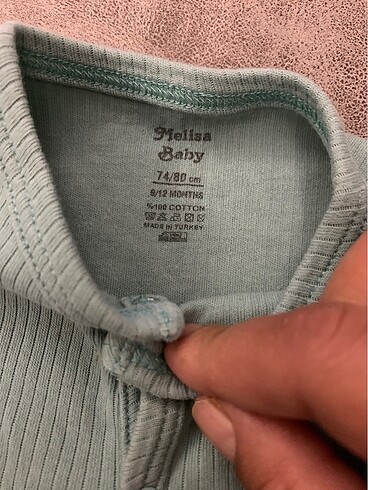 Melisa
Baby
74/80 cm
9/12 MONTHS
%100 COTTON
MADE IN TURKEY